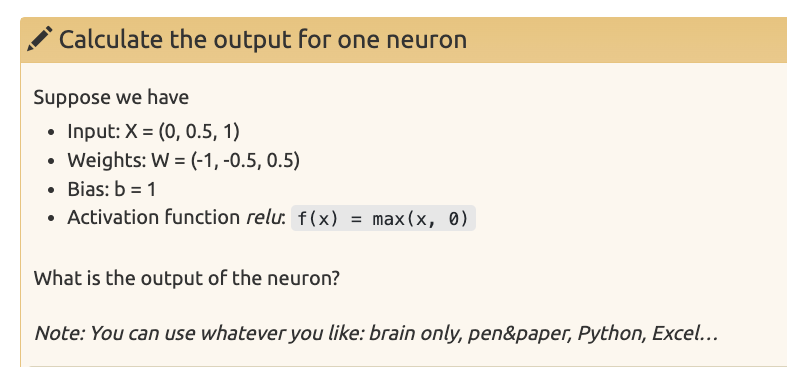 Calculate the output for one neuron
Suppose we have
• Input: X = (0, 0.5, 1)
• Weights: W = (-1, -0.5, 0.5)
• Bias: b = 1
• Activation function relu: f(x) = max(x, 0)
What is the output of the neuron?
Note: You can use whatever you like: brain only, pen&paper, Python, Excel…